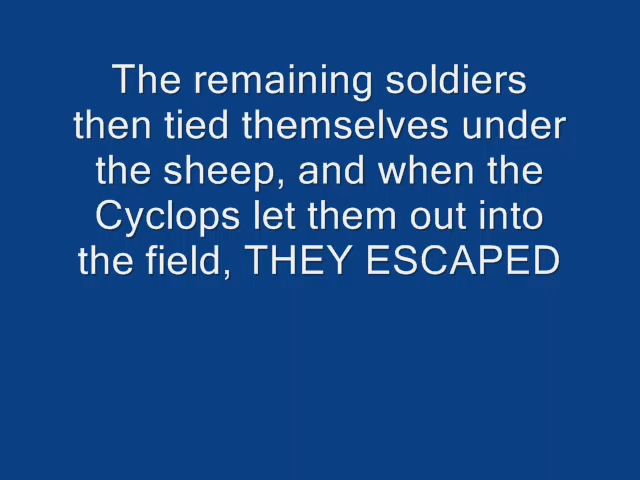 The remaining soldiers
then tied themselves under
the sheep, and when the
Cyclops let them out into
the field, THEY ESCAPED